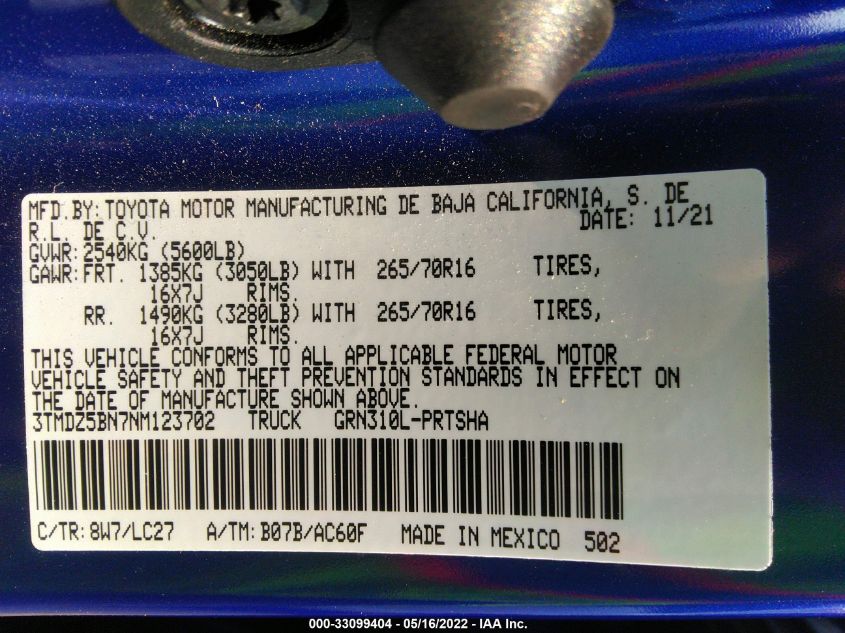 MFD.BY:TOYOTA MOTOR MANUFACTURING DE BAJA CALIFORNIA, S. DE
R.L. DE C.V. DATE: 11/21
GVWR:2540KG (5600LB)
GAWR:FRT. 1385KG (3050LB) WITH 265/70R16 TIRES,
16X7J RIMS.
RR. 1490KG (3280LB) WITH 265/70R16 TIRES,
16X7J RIMS.
THIS VEHICLE CONFORMS TO ALL APPLICABLE FEDERAL MOTOR
VEHICLE SAFETY AND THEFT PREVENTION STANDARDS IN EFFECT ON
THE DATE OF MANUFACTURE SHOWN ABOVE.
3TMDZ5BN7NM123702 TRUCK GRN310L-PRTSHA
C/TR:8W7/LC27 A/TM:B07B/AC60F MADE IN MEXICO 502
000-33099404 - 05/16/2022 - IAA Inc.